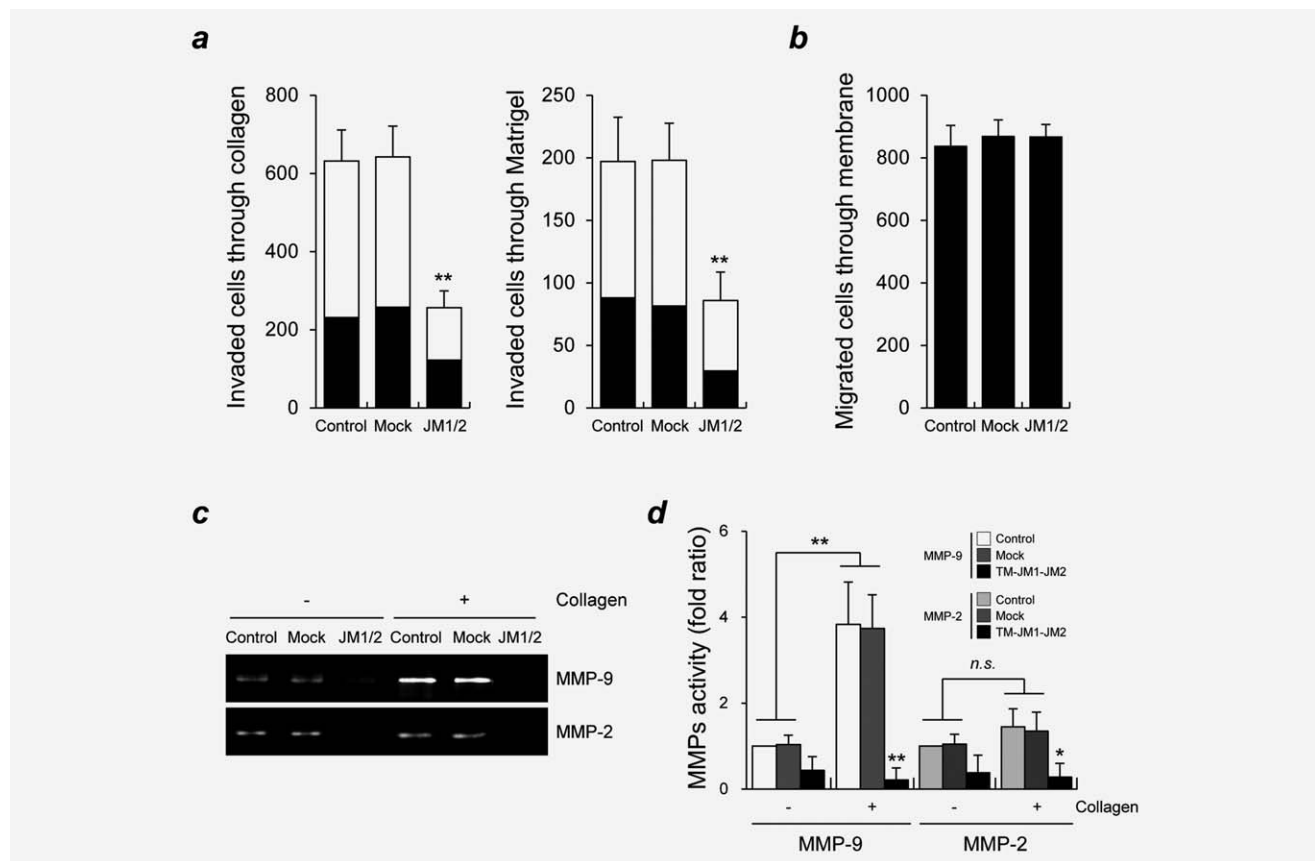 a
b
Invaded cells through collagen
800
600
400
200
0
**
Control Mock JM1/2
Invaded cells through Matrigel
250
200
150
100
50
0
**
Control Mock JM1/2
Migrated cells through membrane
1000
800
600
400
200
0
Control Mock JM1/2
c
- + Collagen
Control Mock JM1/2 Control Mock JM1/2
MMP-9
MMP-2
d
MMPs activity (fold ratio)
6
4
2
0
**
n.s.
**
*
MMP-9
Control
Mock
TM-JM1-JM2
MMP-2
Control
Mock
TM-JM1-JM2
- + - + Collagen
MMP-9 MMP-2